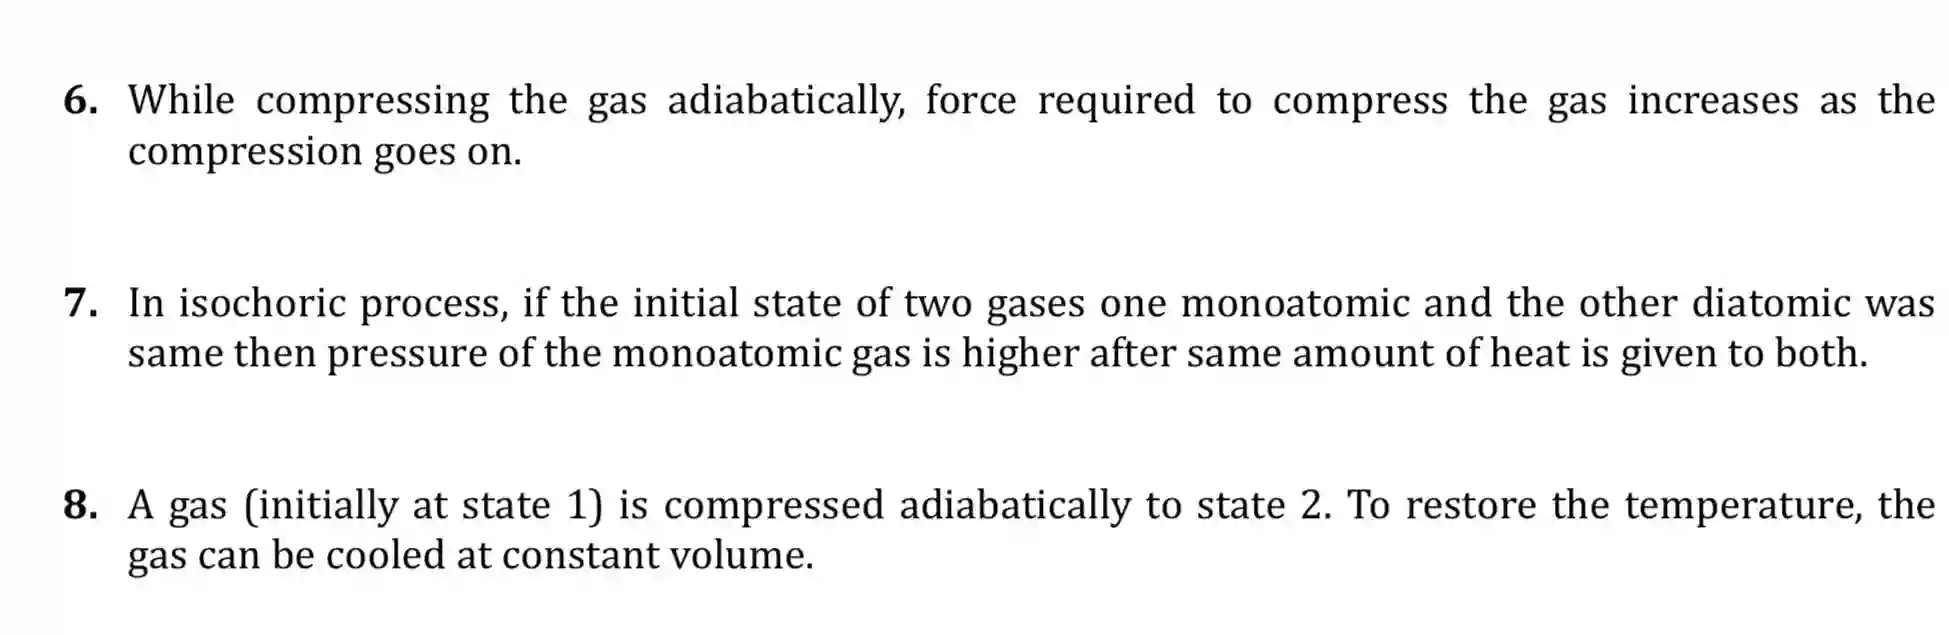 6. While compressing the gas adiabatically, force required to compress the gas increases as the
compression goes on.
7. In isochoric process, if the initial state of two gases one monoatomic and the other diatomic was
same then pressure of the monoatomic gas is higher after same amount of heat is given to both.
8. A gas (initially at state 1) is compressed adiabatically to state 2. To restore the temperature, the
gas can be cooled at constant volume.